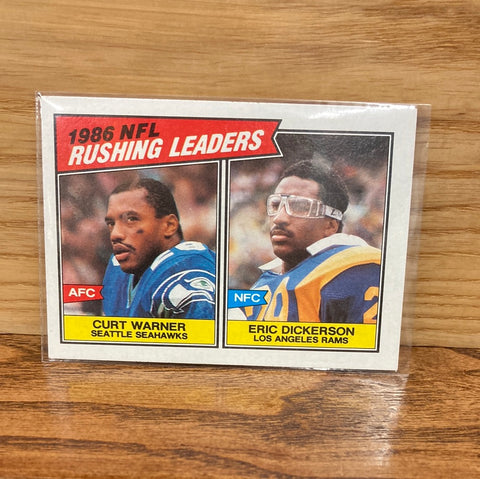 1986 NFL
RUSHING LEADERS
AFC
CURT WARNER
SEATTLE SEAHAWKS
NFC
ERIC DICKERSON
LOS ANGELES RAMS